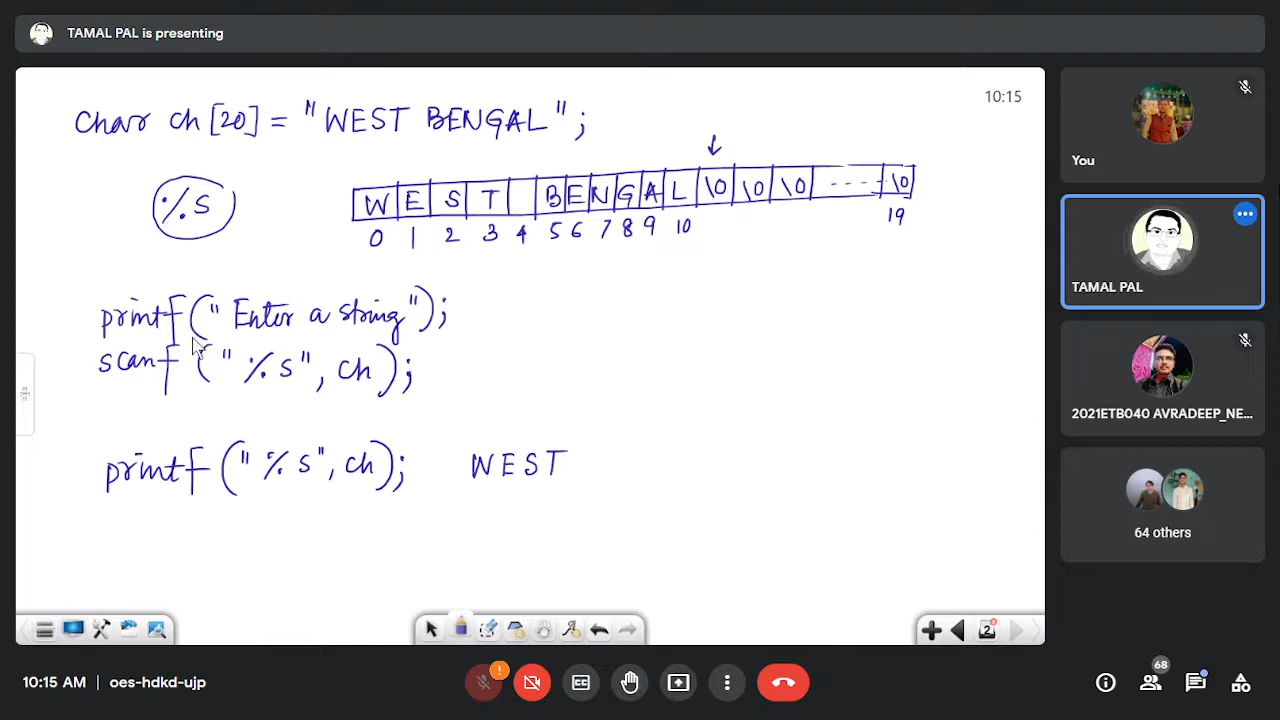 TAMAL PAL is presenting
10:15
Char ch [20] = "WEST BENGAL";
↓
%s
W E S T B E N G A L \0 \0 \0 ---- \0
0 1 2 3 4 5 6 7 8 9 10 19
printf(" Enter a string");
scanf (" %s", ch);
printf (" %s", ch); WEST
You
TAMAL PAL
2021ETB040 AVRADEEP_NE...
64 others
2
10:15 AM | oes-hdkd-ujp
!
CC
68